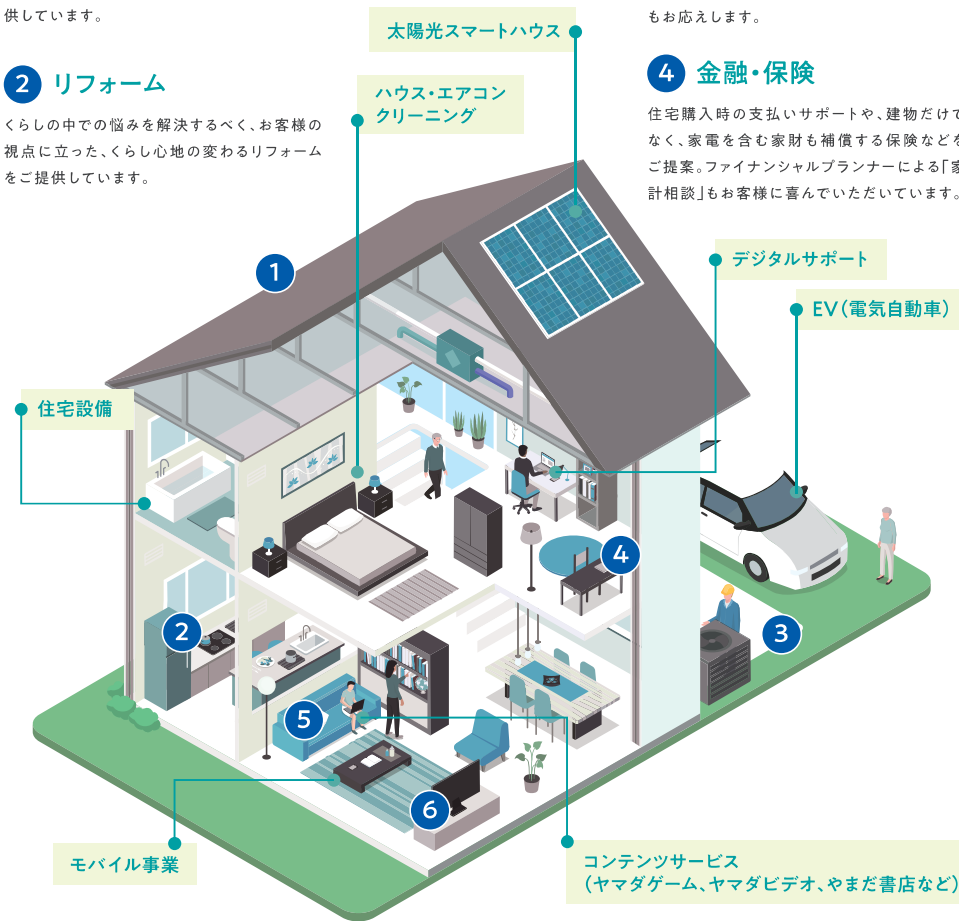 供しています。
2 リフォーム
くらしの中での悩みを解決するべく、お客様の
視点に立った、くらし心地の変わるリフォーム
をご提供しています。
太陽光スマートハウス
ハウス・エアコン
クリーニング
もお応えします。
4 金融・保険
住宅購入時の支払いサポートや、建物だけで
なく、家電を含む家財も補償する保険などを
ご提案。ファイナンシャルプランナーによる「家
計相談」もお客様に喜んでいただいています。
デジタルサポート
EV(電気自動車)
1
住宅設備
4
2
3
5
6
モバイル事業
コンテンツサービス
(ヤマダゲーム、ヤマダビデオ、やまだ書店など)